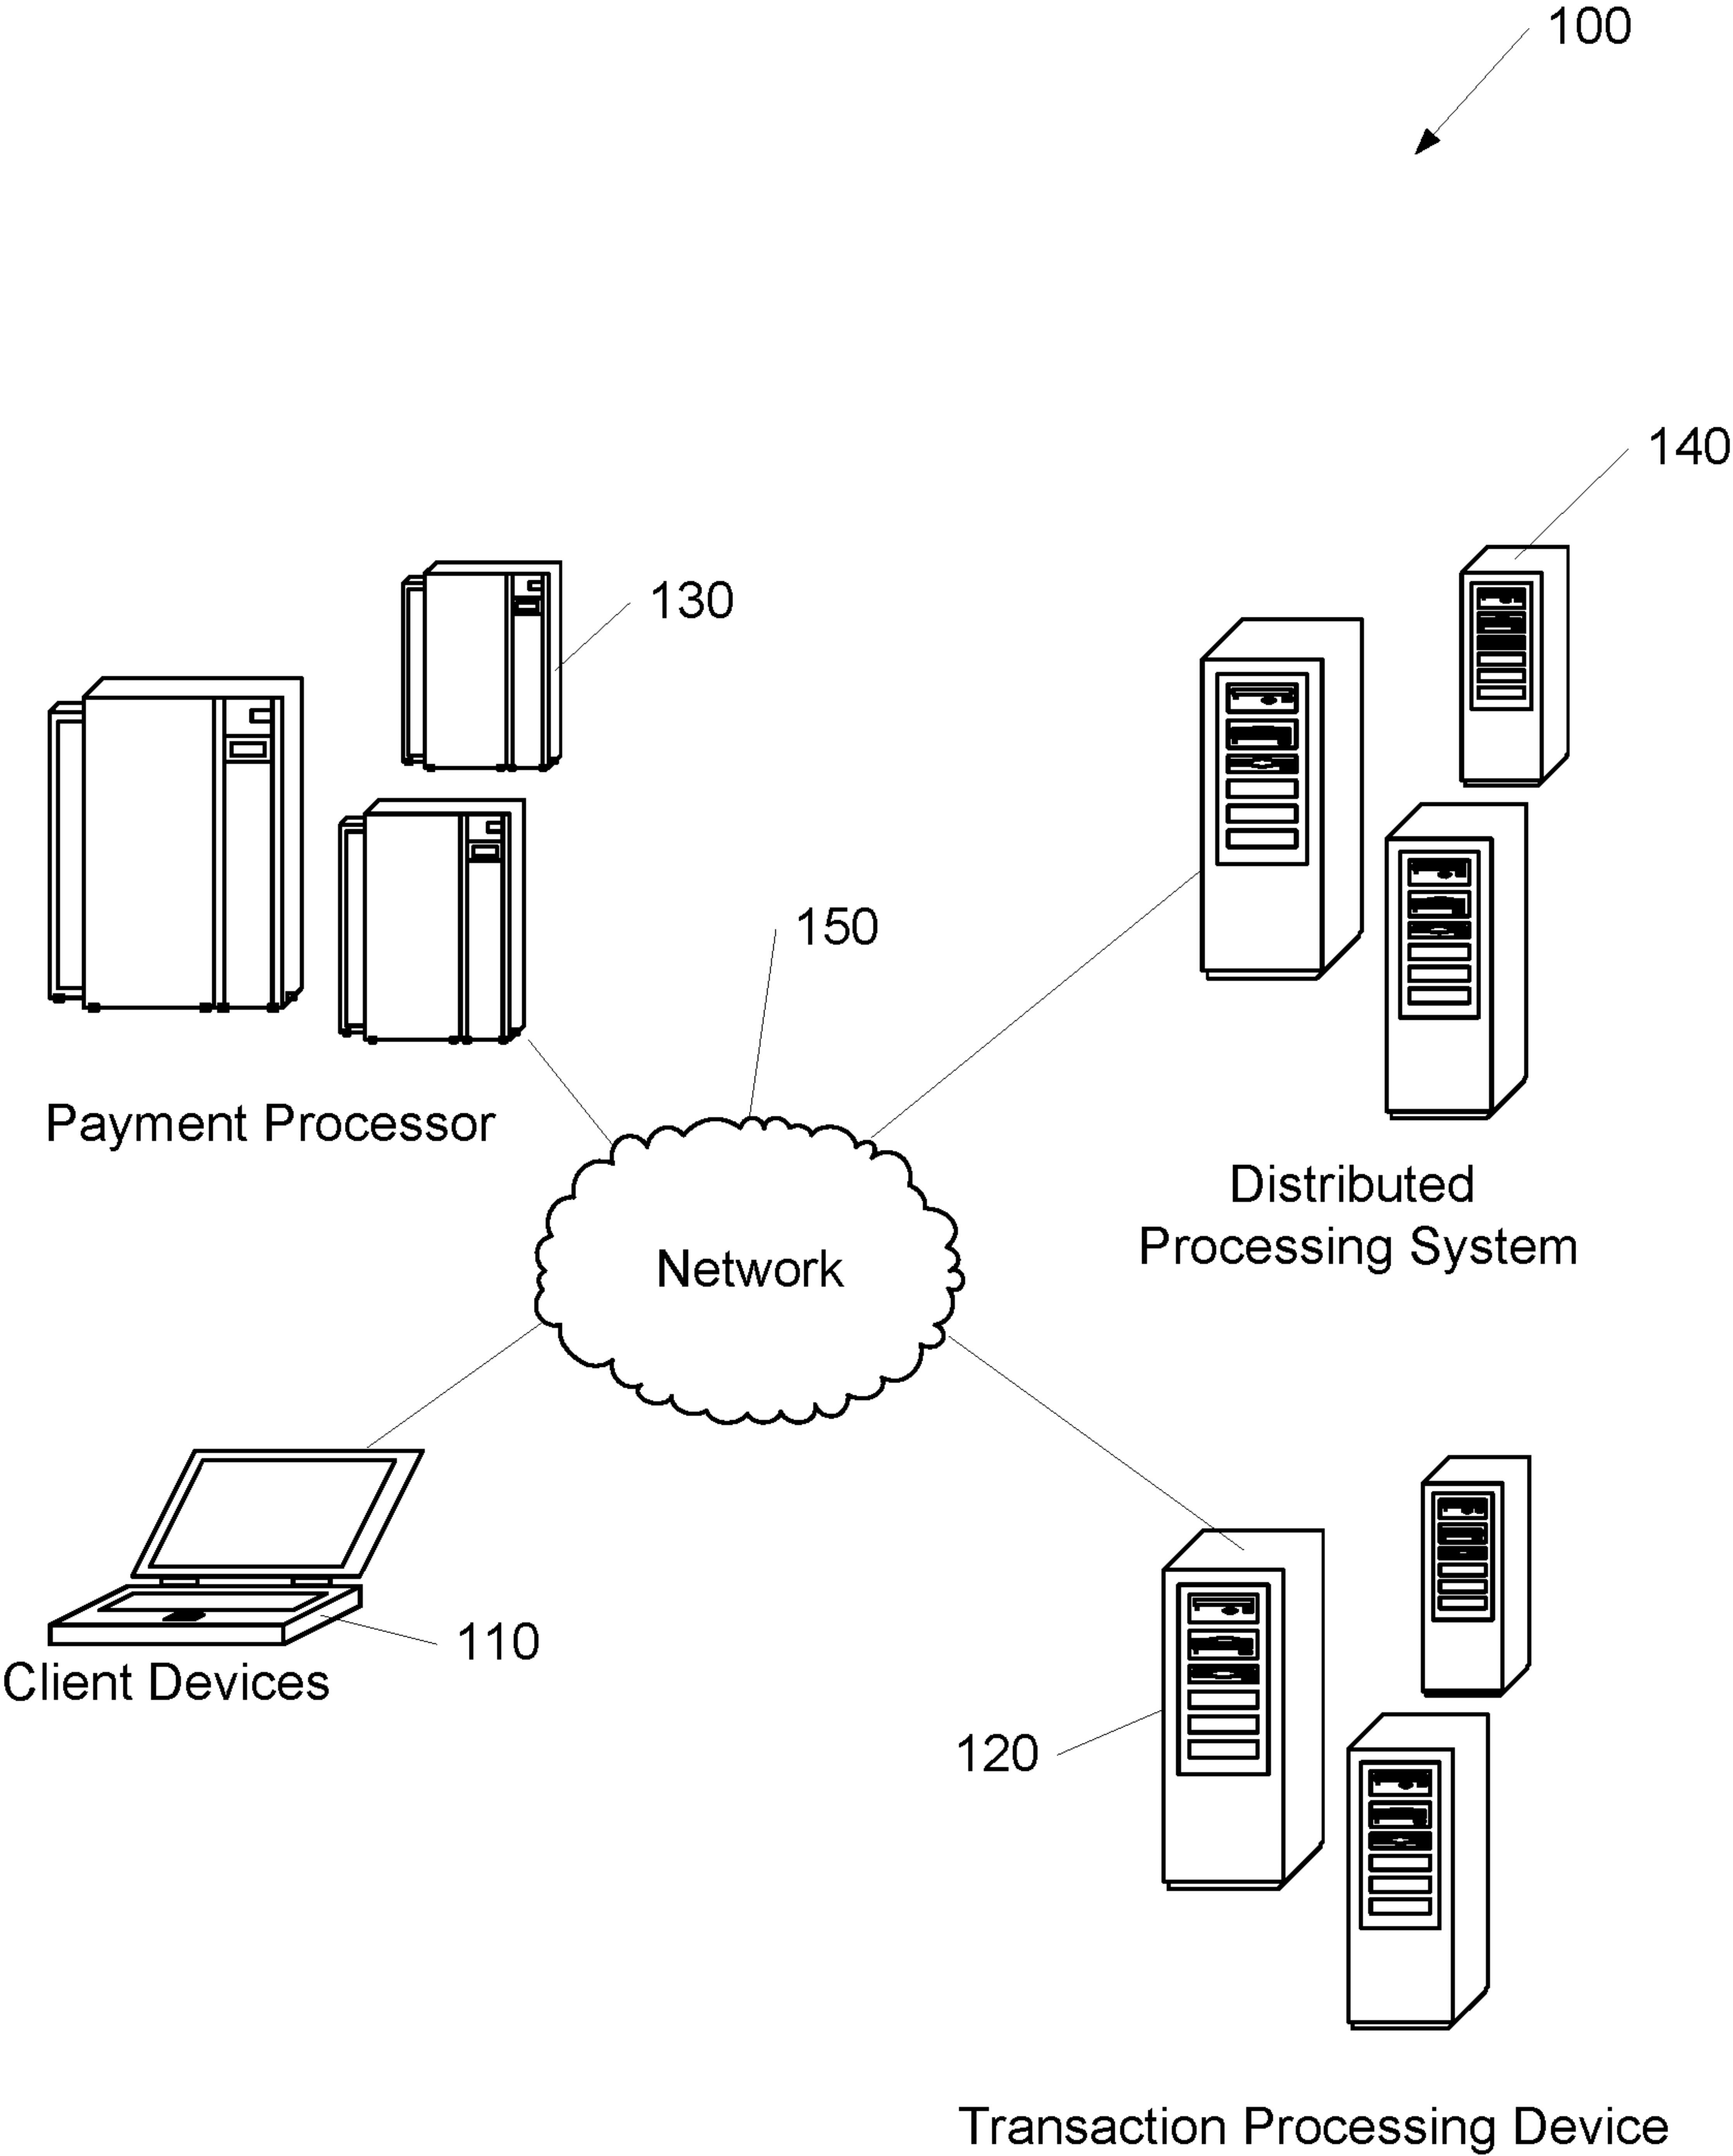 100
140
130
150
Payment Processor
Distributed
Processing System
Network
110
Client Devices
120
Transaction Processing Device